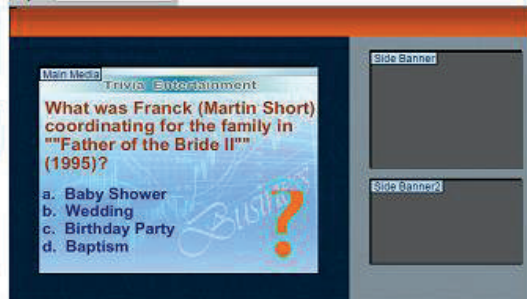 Main Media
Trivia Entertainment
What was Franck (Martin Short)
coordinating for the family in
""Father of the Bride II""
(1995)?
a. Baby Shower
b. Wedding
c. Birthday Party
d. Baptism
?
Side Banner
Side Banner2